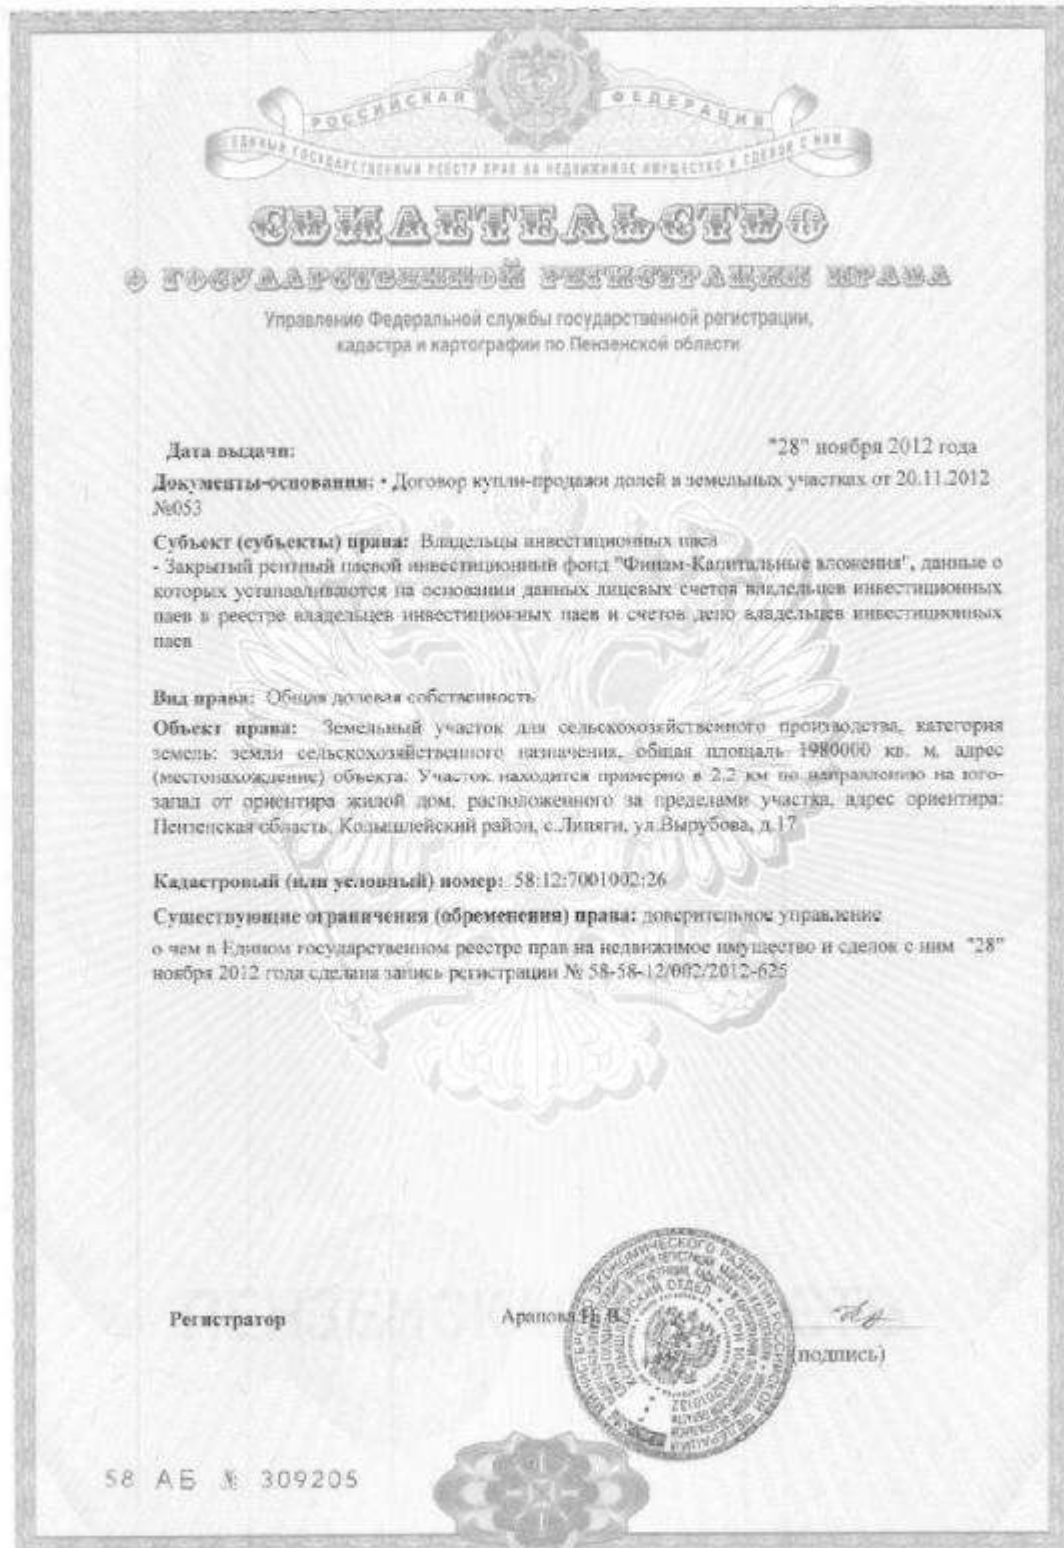 РОССИЙСКАЯ ФЕДЕРАЦИЯ
ЕДИНЫЙ ГОСУДАРСТВЕННЫЙ РЕЕСТР ПРАВ НА НЕДВИЖИМОЕ ИМУЩЕСТВО И СДЕЛОК С НИМ
СВИДЕТЕЛЬСТВО
О ГОСУДАРСТВЕННОЙ РЕГИСТРАЦИИ ПРАВА
Управление Федеральной службы государственной регистрации,
кадастра и картографии по Пензенской области
Дата выдачи: "28" ноября 2012 года
Документы-основания: • Договор купли-продажи долей в земельных участках от 20.11.2012
№053
Субъект (субъекты) права: Владельцы инвестиционных паев
- Закрытый рентный паевой инвестиционный фонд "Финам-Капитальные вложения", данные о
которых устанавливаются на основании данных лицевых счетов владельцев инвестиционных
паев в реестре владельцев инвестиционных паев и счетов депо владельцев инвестиционных
паев
Вид права: Общая долевая собственность
Объект права: Земельный участок для сельскохозяйственного производства, категория
земель: земли сельскохозяйственного назначения, общая площадь 1980000 кв. м, адрес
(местонахождение) объекта: Участок находится примерно в 2,2 км по направлению на юго-
запад от ориентира жилой дом, расположенного за пределами участка, адрес ориентира:
Пензенская область, Колышлейский район, с.Липяги, ул.Вырубова, д.17
Кадастровый (или условный) номер: 58:12:7001002:26
Существующие ограничения (обременения) права: доверительное управление
о чем в Едином государственном реестре прав на недвижимое имущество и сделок с ним "28"
ноября 2012 года сделана запись регистрации № 58-58-12/002/2012-625
Регистратор Арапова
(подпись)
58 АБ № 309205